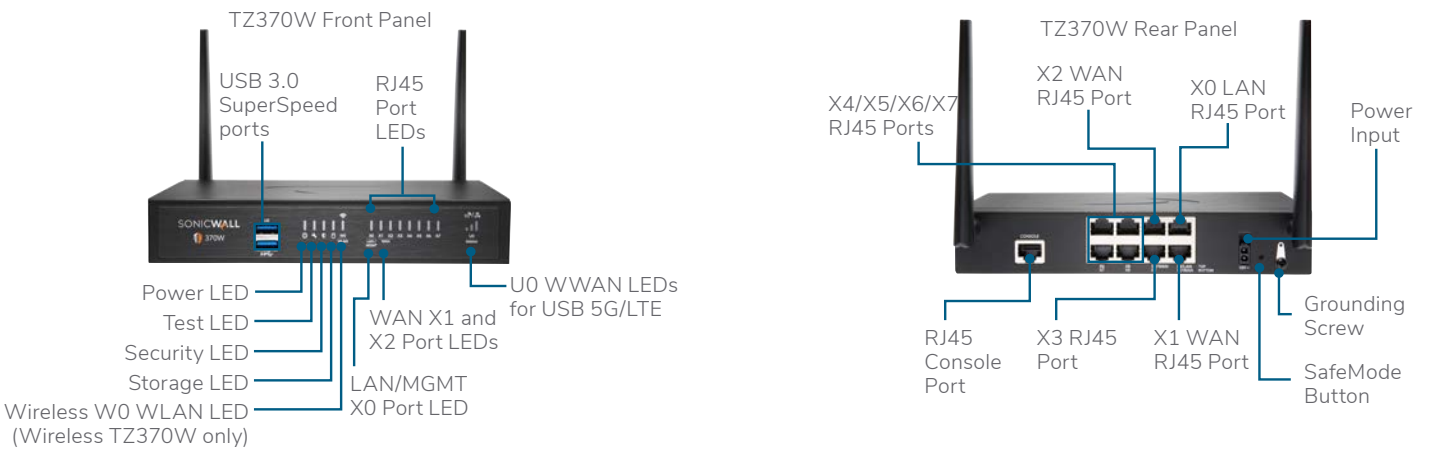 TZ370W Front Panel
USB 3.0
SuperSpeed
ports
RJ45
Port
LEDs
SONICWALL
370W
Power LED
Test LED
Security LED
Storage LED
Wireless W0 WLAN LED
(Wireless TZ370W only)
WAN X1 and
X2 Port LEDs
LAN/MGMT
X0 Port LED
U0 WWAN LEDs
for USB 5G/LTE
TZ370W Rear Panel
X4/X5/X6/X7
RJ45 Ports
X2 WAN
RJ45 Port
X0 LAN
RJ45 Port
Power
Input
CONSOLE
RJ45
Console
Port
X3 RJ45
Port
X1 WAN
RJ45 Port
Grounding
Screw
SafeMode
Button